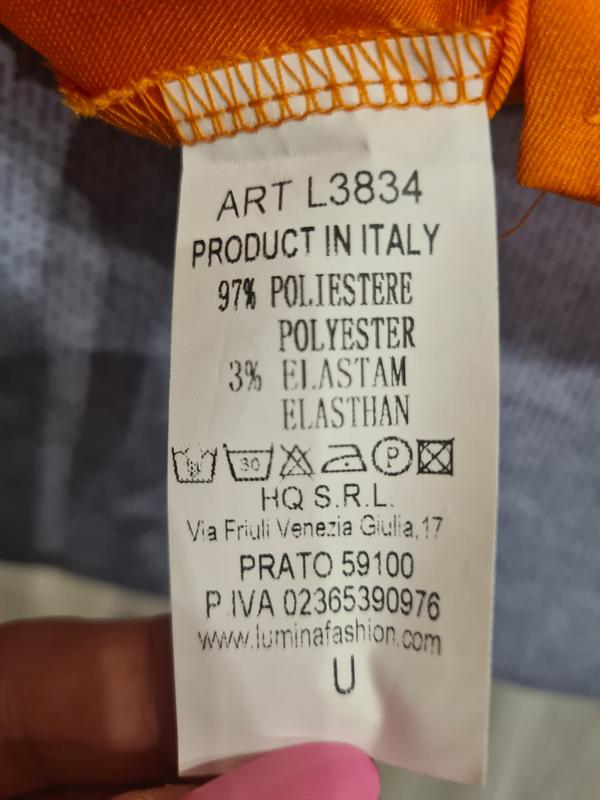 ART L3834
PRODUCT IN ITALY
97% POLIESTERE
POLYESTER
3% ELASTAM
ELASTHAN
30 P
HQ S.R.L.
Via Friuli Venezia Giulia,17
PRATO 59100
P.IVA 02365390976
www.luminafashion.com
U